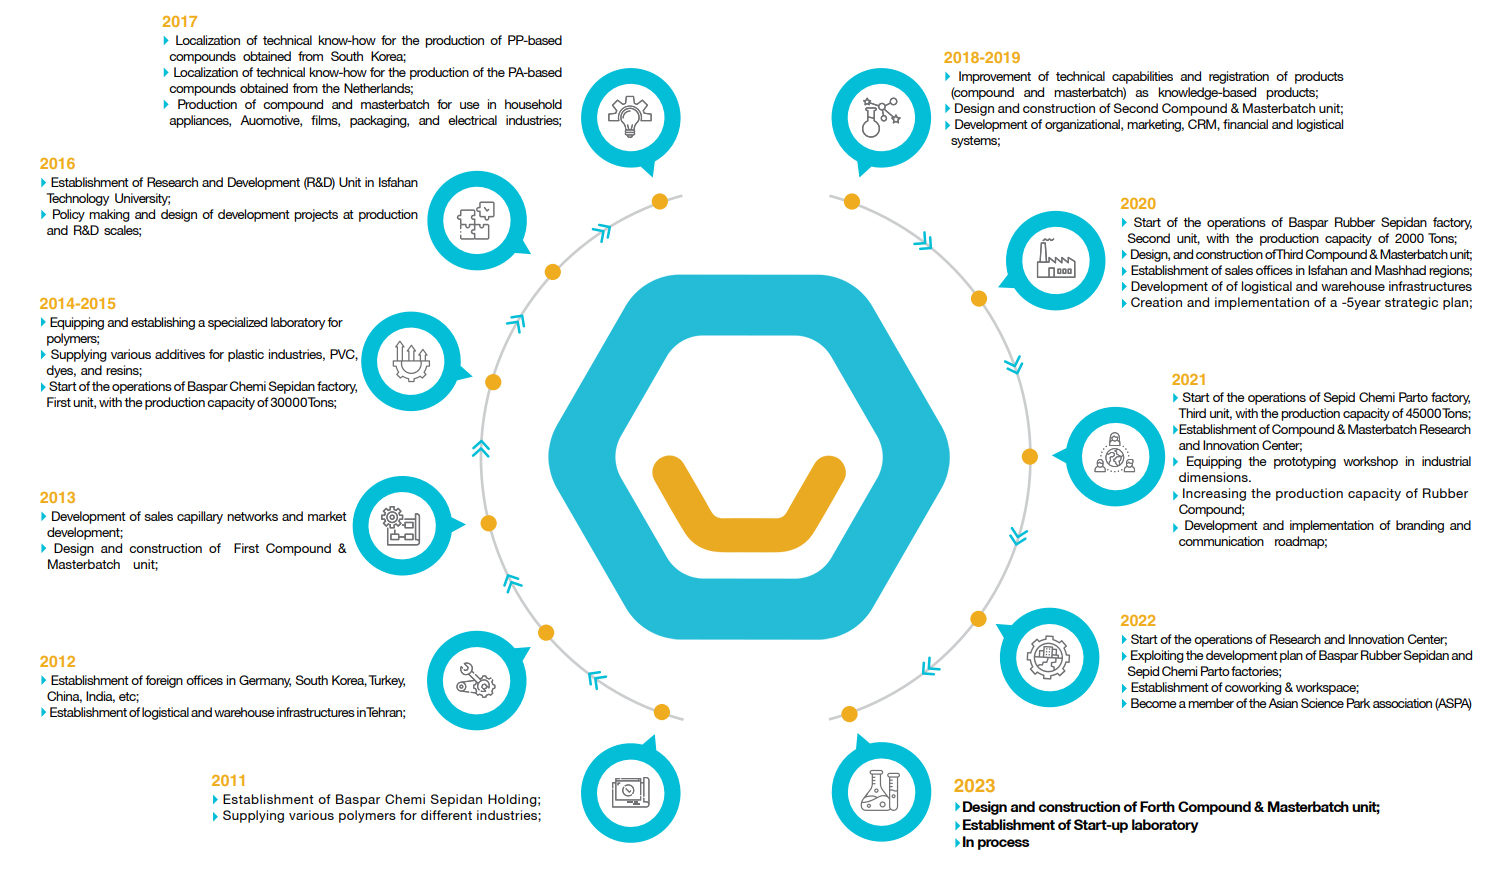 2017
Localization of technical know-how for the production of PP-based
compounds obtained from South Korea;
Localization of technical know-how for the production of the PA-based
compounds obtained from the Netherlands;
Production of compound and masterbatch for use in household
appliances, Auomotive, films, packaging, and electrical industries;
2016
Establishment of Research and Development (R&D) Unit in Isfahan
Technology University;
Policy making and design of development projects at production
and R&D scales;
2014-2015
Equipping and establishing a specialized laboratory for
polymers;
Supplying various additives for plastic industries, PVC,
dyes, and resins;
Start of the operations of Baspar Chemi Sepidan factory,
First unit, with the production capacity of 30000Tons;
2013
Development of sales capillary networks and market
development;
Design and construction of First Compound &
Masterbatch unit;
2012
Establishment of foreign offices in Germany, South Korea, Turkey,
China, India, etc;
Establishment of logistical and warehouse infrastructures inTehran;
2011
Establishment of Baspar Chemi Sepidan Holding;
Supplying various polymers for different industries;
2018-2019
Improvement of technical capabilities and registration of products
(compound and masterbatch) as knowledge-based products;
Design and construction of Second Compound & Masterbatch unit;
Development of organizational, marketing, CRM, financial and logistical
systems;
2020
Start of the operations of Baspar Rubber Sepidan factory,
Second unit, with the production capacity of 2000 Tons;
Design, and construction ofThird Compound & Masterbatch unit;
Establishment of sales offices in Isfahan and Mashhad regions;
Development of of logistical and warehouse infrastructures
Creation and implementation of a -5year strategic plan;
2021
Start of the operations of Sepid Chemi Parto factory,
Third unit, with the production capacity of 45000Tons;
Establishment of Compound & Masterbatch Research
and Innovation Center;
Equipping the prototyping workshop in industrial
dimensions.
Increasing the production capacity of Rubber
Compound;
Development and implementation of branding and
communication roadmap;
2022
Start of the operations of Research and Innovation Center;
Exploiting the development plan of Baspar Rubber Sepidan and
Sepid Chemi Parto factories;
Establishment of coworking & workspace;
Become a member of the Asian Science Park association (ASPA)
2023
Design and construction of Forth Compound & Masterbatch unit;
Establishment of Start-up laboratory
In process